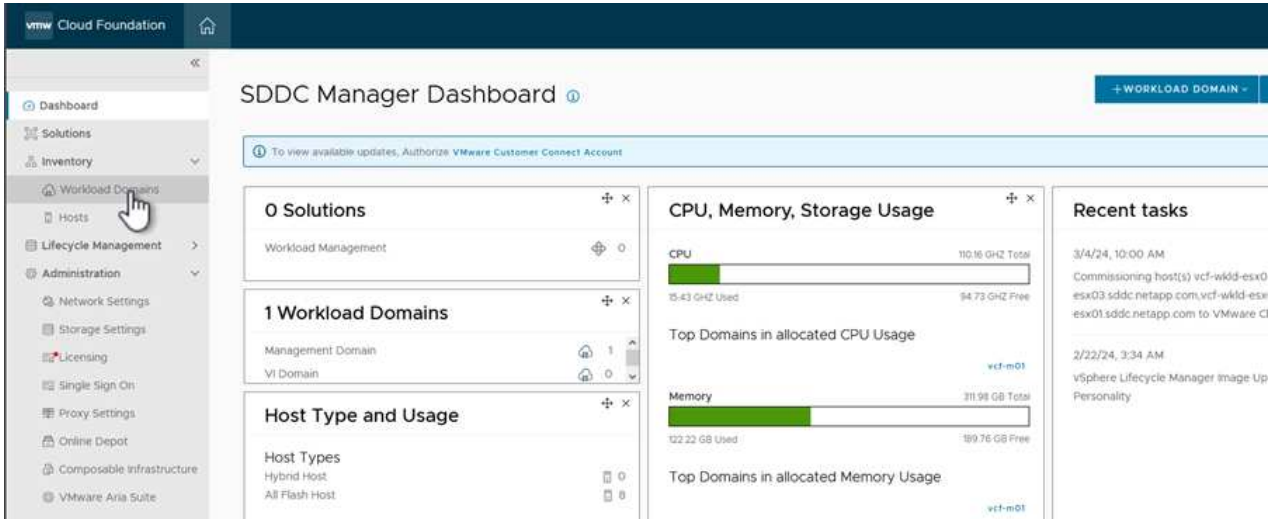 vmw Cloud Foundation
Dashboard
Solutions
Inventory
Workload Domains
Hosts
Lifecycle Management
Administration
Network Settings
Storage Settings
Licensing
Single Sign On
Proxy Settings
Online Depot
Composable Infrastructure
VMware Aria Suite
SDDC Manager Dashboard
+ WORKLOAD DOMAIN
To view available updates, Authorize VMware Customer Connect Account
0 Solutions
Workload Management 0
1 Workload Domains
Management Domain 1
VI Domain 0
Host Type and Usage
Host Types
Hybrid Host 0
All Flash Host 8
CPU, Memory, Storage Usage
CPU 110.16 GHZ Total
15.43 GHZ Used 94.73 GHZ Free
Top Domains in allocated CPU Usage
vcf-m01
Memory 311.98 GB Total
122.22 GB Used 189.76 GB Free
Top Domains in allocated Memory Usage
vcf-m01
Recent tasks
3/4/24, 10:00 AM
Commissioning host(s) vcf-wkld-esx0
esx03.sddc.netapp.com,vcf-wkld-esx
esx01.sddc.netapp.com to VMware Cl
2/22/24, 3:34 AM
vSphere Lifecycle Manager Image Up
Personality